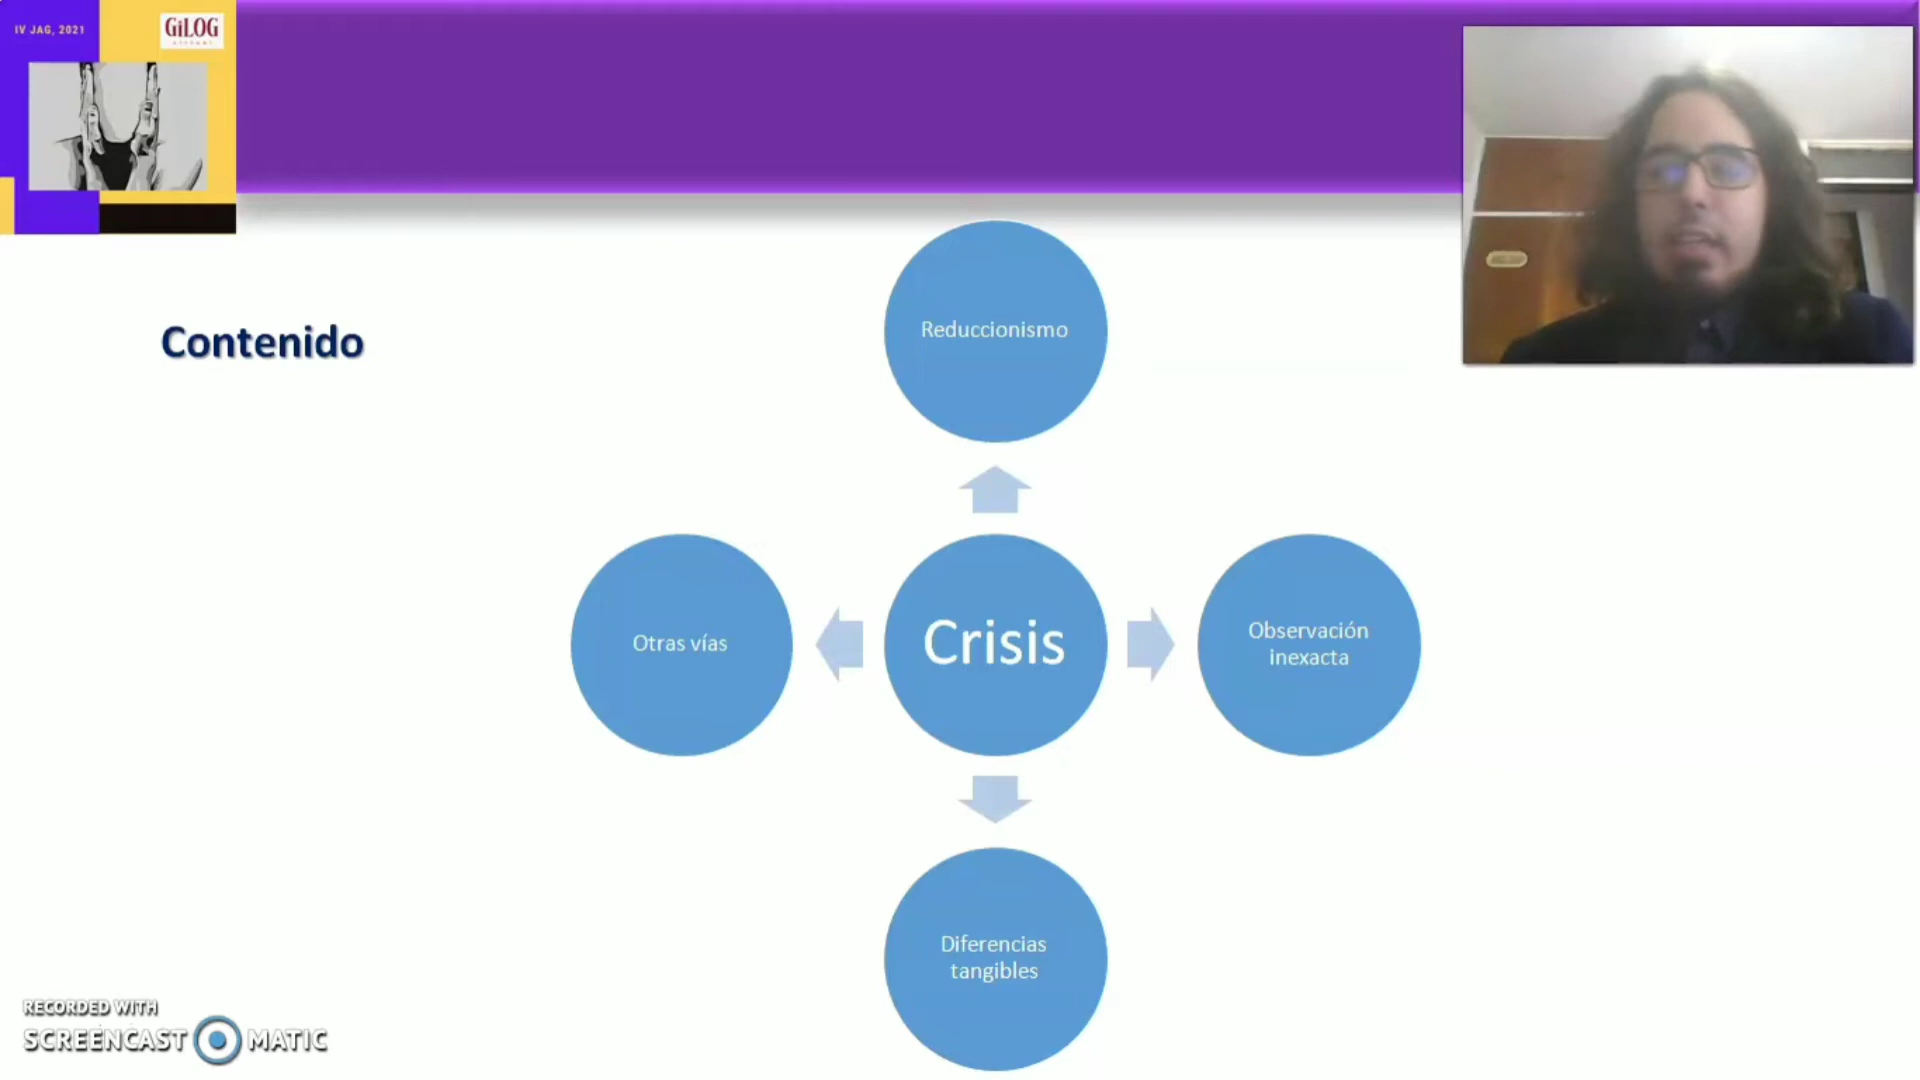 IV JAG, 2021
GiLOG
Contenido
Reduccionismo
Otras vías
Crisis
Observación
inexacta
Diferencias
tangibles
RECORDED WITH
SCREENCAST MATIC